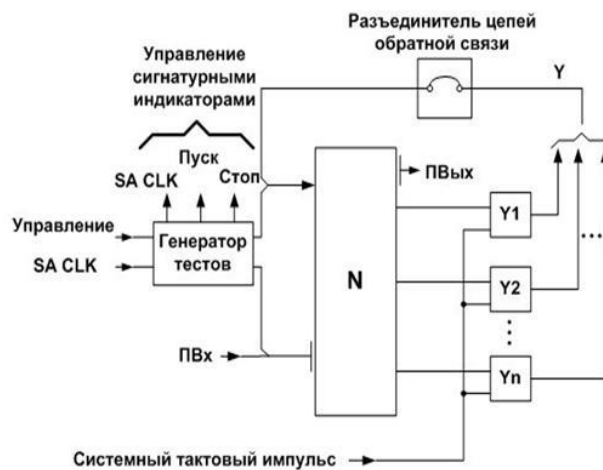 Разъединитель цепей
обратной связи
Управление
сигнатурными
индикаторами
Y
Пуск
SA CLK
Стоп
ПВых
Управление
Генератор
тестов
SA CLK
N
Y1
Y2
Yn
ПВх
Системный тактовый импульс